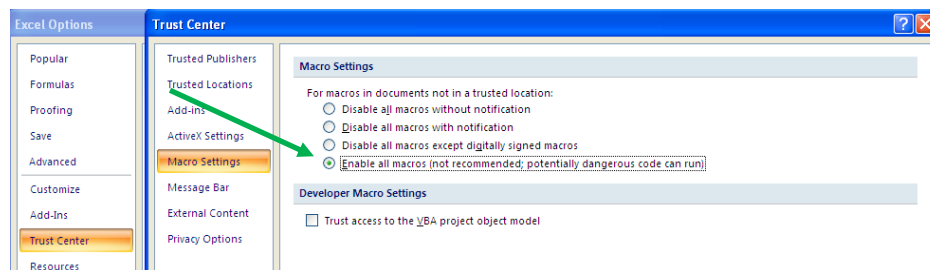 Excel Options
Trust Center
Popular
Formulas
Proofing
Save
Advanced
Customize
Add-Ins
Trust Center
Resources
Trusted Publishers
Trusted Locations
Add-ins
ActiveX Settings
Macro Settings
Message Bar
External Content
Privacy Options
Macro Settings
For macros in documents not in a trusted location:
Disable all macros without notification
Disable all macros with notification
Disable all macros except digitally signed macros
Enable all macros (not recommended; potentially dangerous code can run)
Developer Macro Settings
Trust access to the VBA project object model